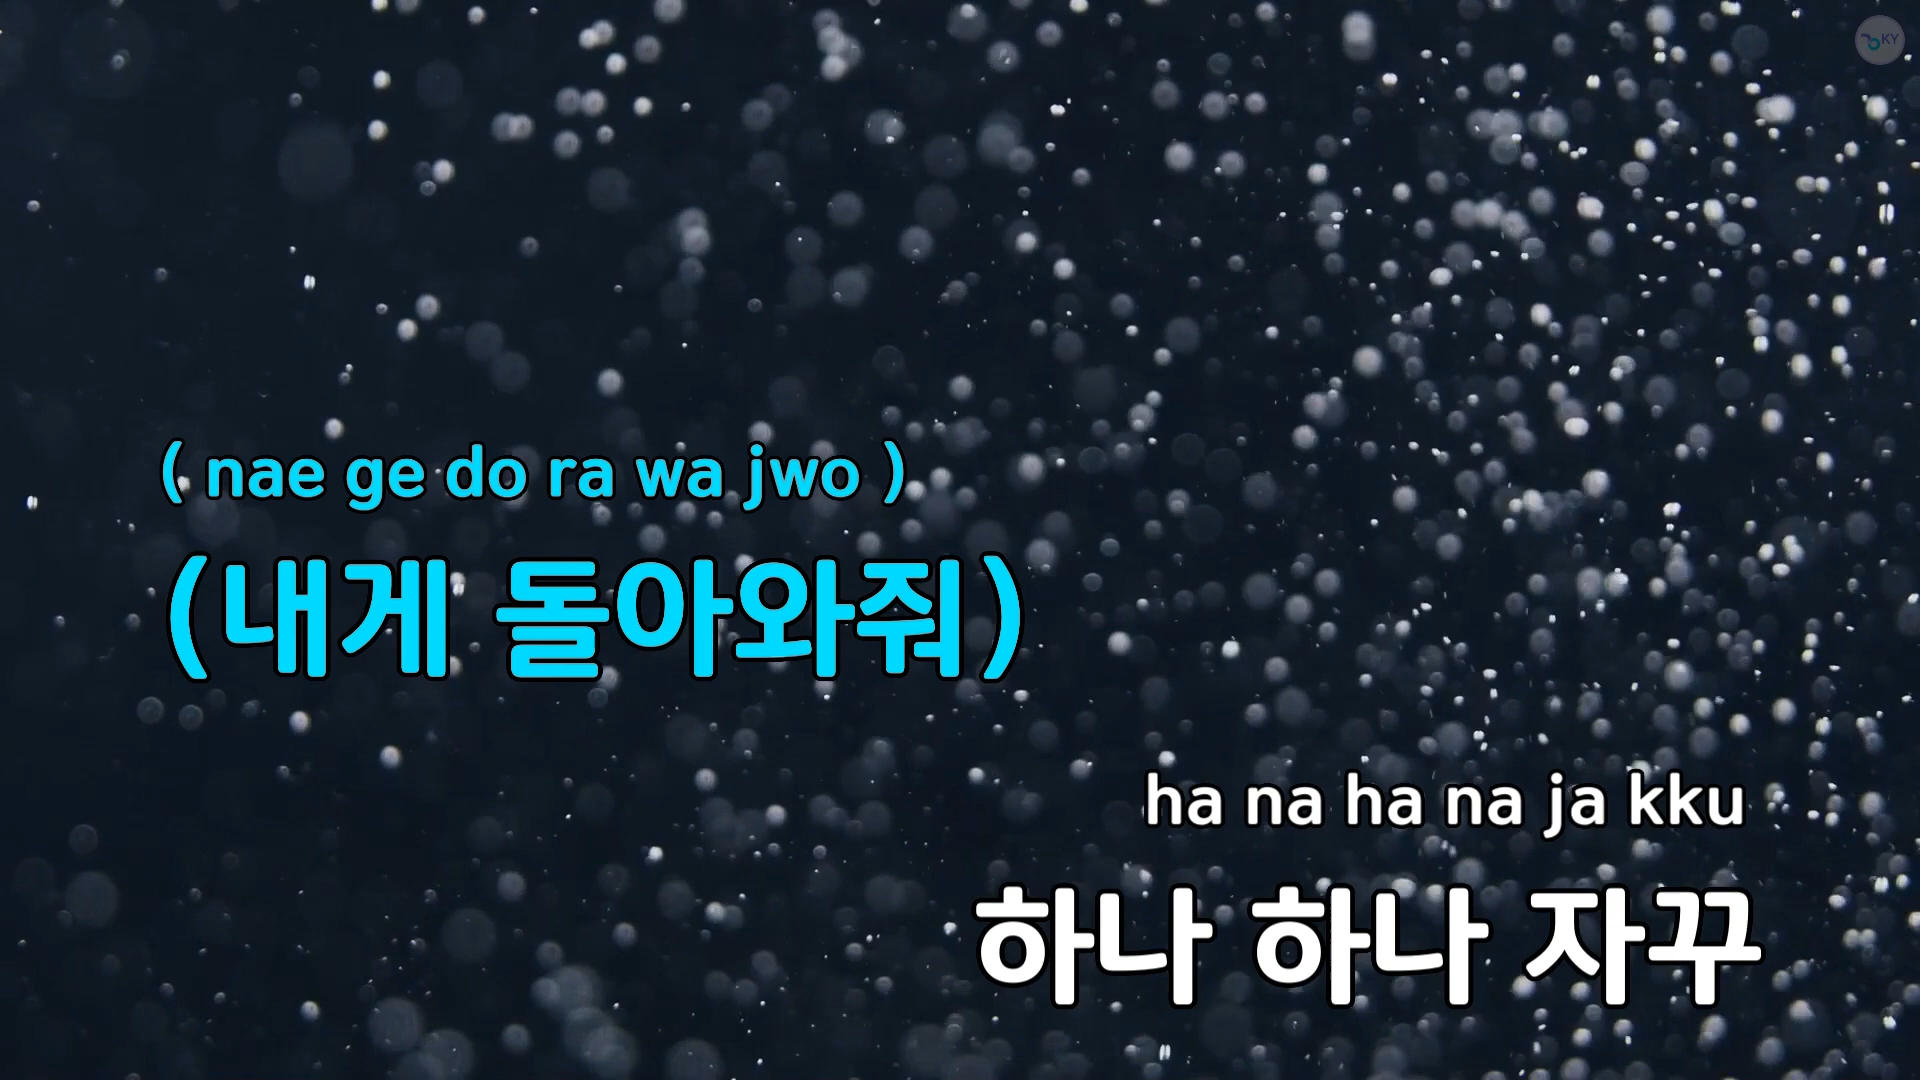 KY
( nae ge do ra wa jwo )
(내게 돌아와줘)
ha na ha na ja kku
하나 하나 자꾸